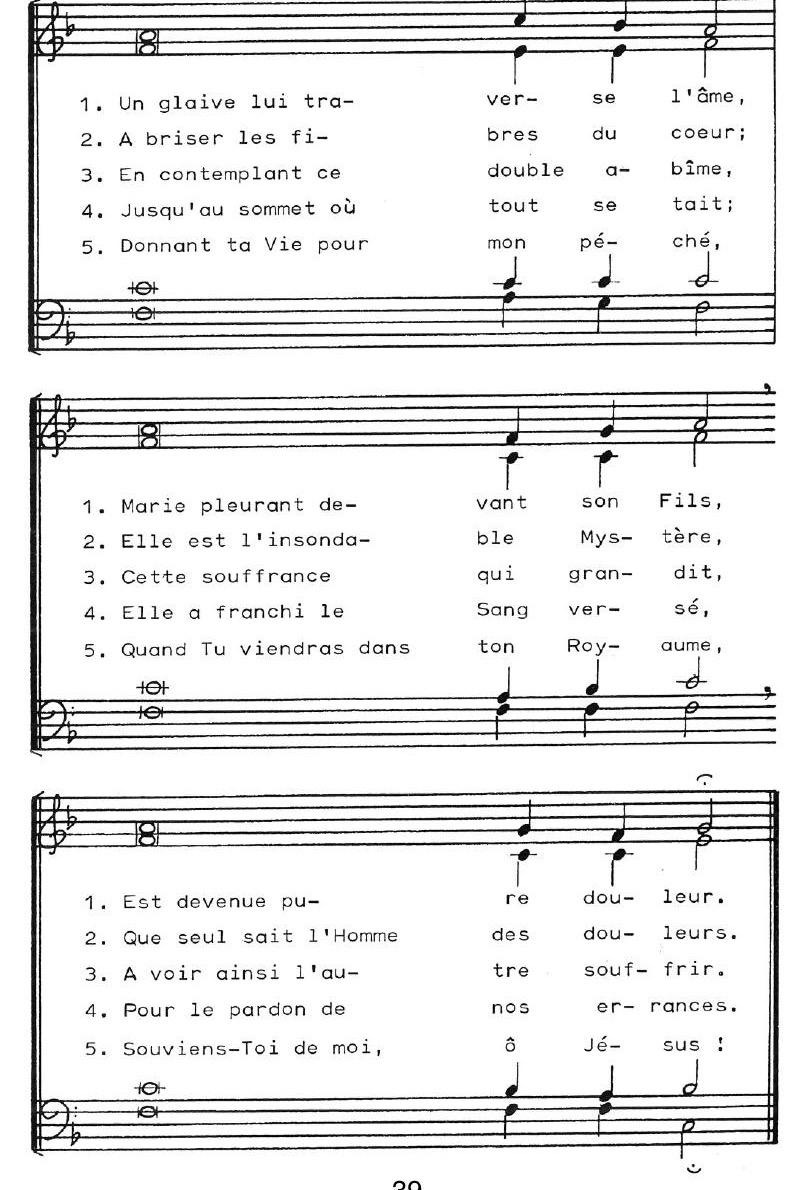 1. Un glaive lui tra- ver- se l'âme,
2. A briser les fi- bres du coeur;
3. En contemplant ce double a- bîme,
4. Jusqu'au sommet où tout se tait;
5. Donnant ta Vie pour mon pé- ché,
1. Marie pleurant de- vant son Fils,
2. Elle est l'insonda- ble Mys- tère,
3. Cette souffrance qui gran- dit,
4. Elle a franchi le Sang ver- sé,
5. Quand Tu viendras dans ton Roy- aume,
1. Est devenue pu- re dou- leur.
2. Que seul sait l'Homme des dou- leurs.
3. A voir ainsi l'au- tre souf- frir.
4. Pour le pardon de nos er- rances.
5. Souviens-Toi de moi, ô Jé- sus !
39